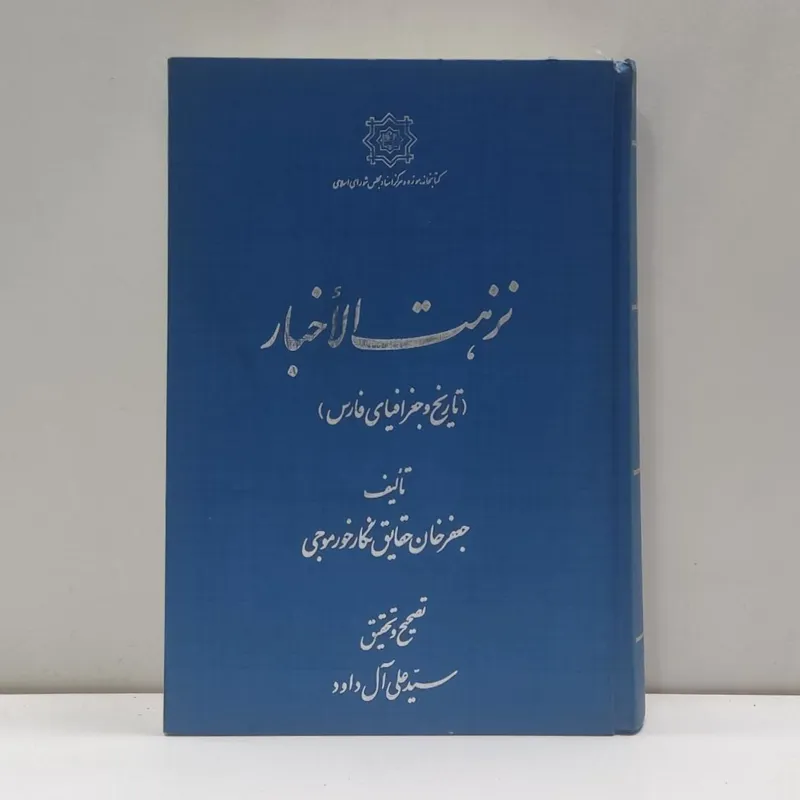 کتابخانه، موزه و مرکز اسناد مجلس شورای اسلامی
نزهت الأخبار
(تاریخ و جغرافیای فارس)
تألیف
جعفرخان حقایق‌نگار خورموجی
تصحیح و تحقیق
سیّد علی آل داود